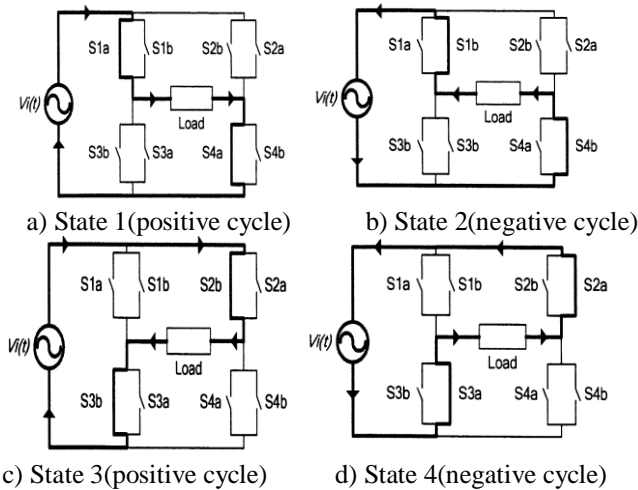 S1a S1b S2b S2a
Vi(t)
Load
S3b S3a S4a S4b
S1a S1b S2b S2a
Vi(t)
Load
S3b S3b S4a S4b
a) State 1(positive cycle)
b) State 2(negative cycle)
S1a S1b S2b S2a
Vi(t)
Load
S3b S3a S4a S4b
S1a S1b S2b S2a
Vi(t)
Load
S3b S3a S4a S4b
c) State 3(positive cycle)
d) State 4(negative cycle)